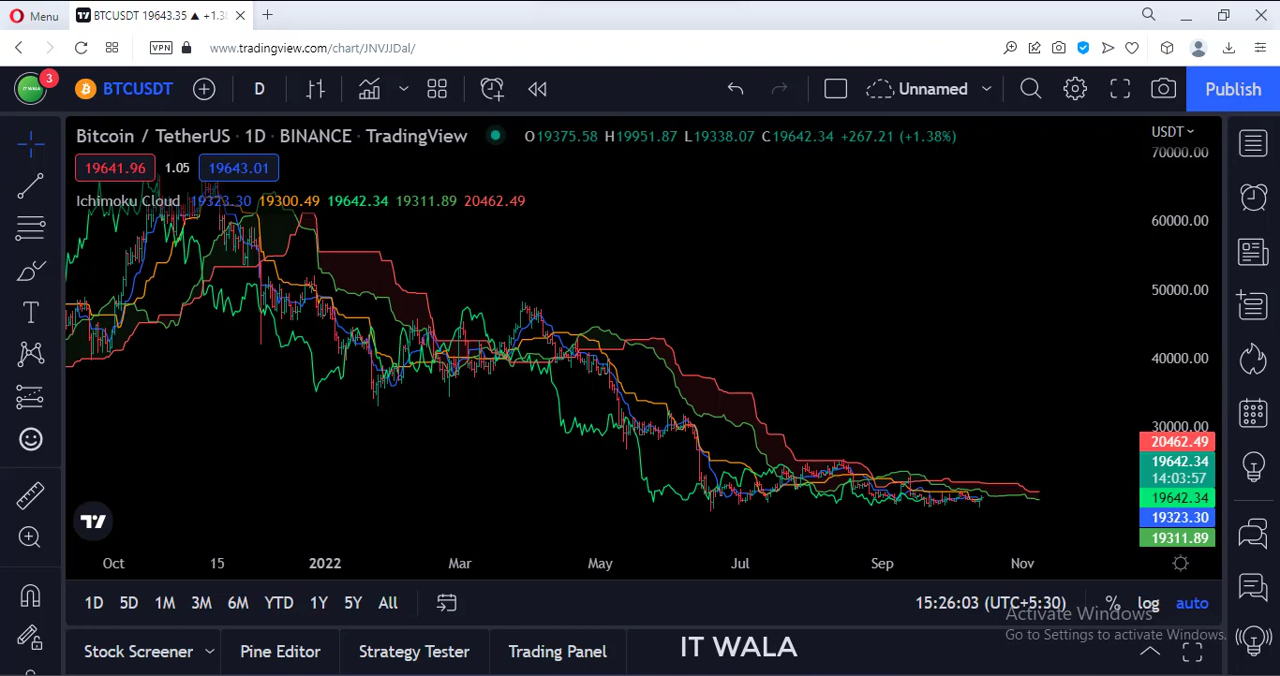 Menu
BTCUSDT 19643.35 ▲ +1.38
VPN
www.tradingview.com/chart/JNVJJDal/
IT WALA
3
BTCUSDT
D
Unnamed
Publish
Bitcoin / TetherUS · 1D · BINANCE · TradingView
O19375.58 H19951.87 L19338.07 C19642.34 +267.21 (+1.38%)
USDT
19641.96 1.05 19643.01
Ichimoku Cloud 19323.30 19300.49 19642.34 19311.89 20462.49
70000.00
60000.00
50000.00
40000.00
30000.00
20462.49
19642.34
14:03:57
19642.34
19323.30
19311.89
Oct 15 2022 Mar May Jul Sep Nov
1D 5D 1M 3M 6M YTD 1Y 5Y All
15:26:03 (UTC+5:30) % log auto
Activate Windows
Go to Settings to activate Windows.
Stock Screener Pine Editor Strategy Tester Trading Panel
IT WALA